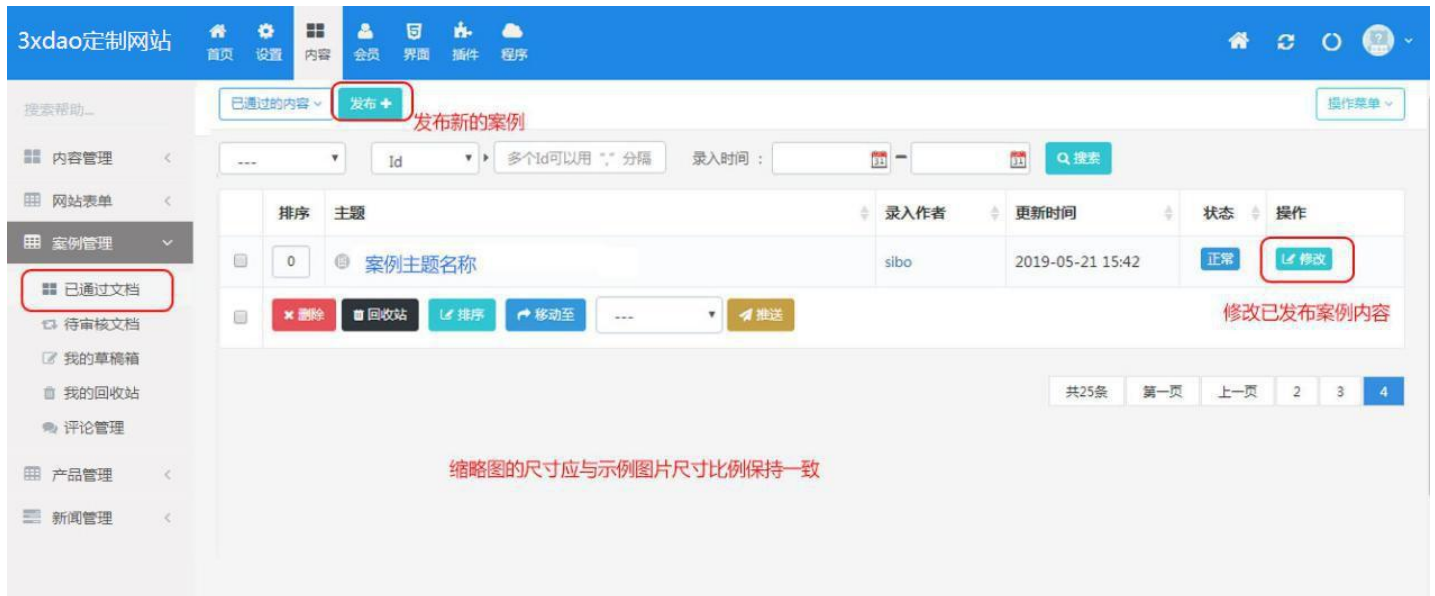 3xdao定制网站
首页 设置 内容 会员 界面 插件 程序
搜索帮助...
已通过的内容 发布
发布新的案例
操作菜单
内容管理
网站表单
案例管理
已通过文档
待审核文档
我的草稿箱
我的回收站
评论管理
产品管理
新闻管理
--- Id 多个Id可以用 "," 分隔 录入时间 : 搜索
排序 主题 录入作者 更新时间 状态 操作
0 案例主题名称 sibo 2019-05-21 15:42 正常 修改
删除 回收站 排序 移动至 --- 推送
修改已发布案例内容
共25条 第一页 上一页 2 3 4
缩略图的尺寸应与示例图片尺寸比例保持一致